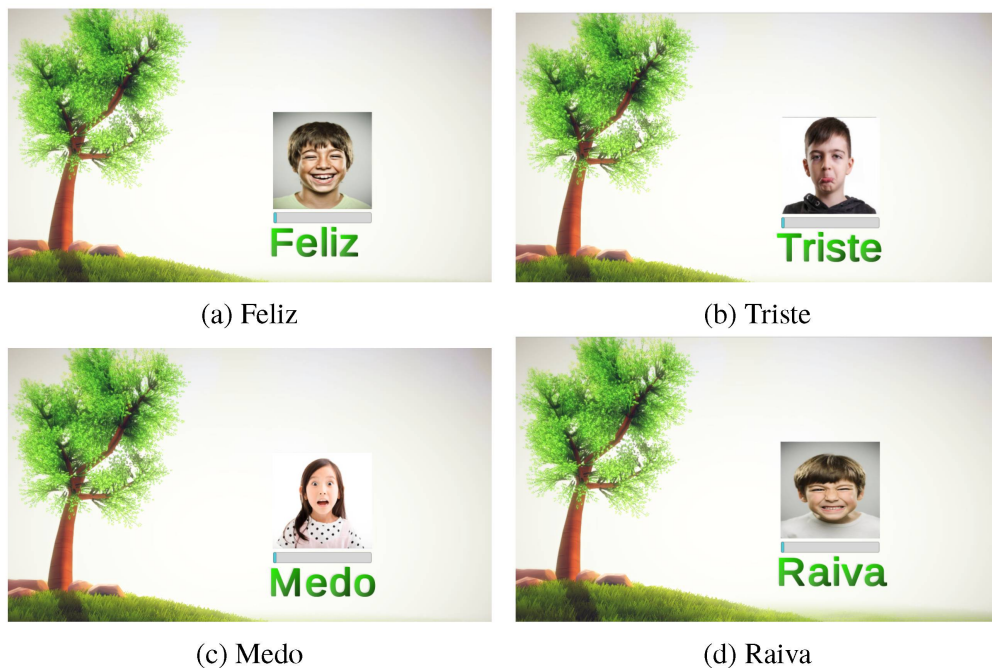 Feliz
Triste
(a) Feliz
(b) Triste
Medo
Raiva
(c) Medo
(d) Raiva